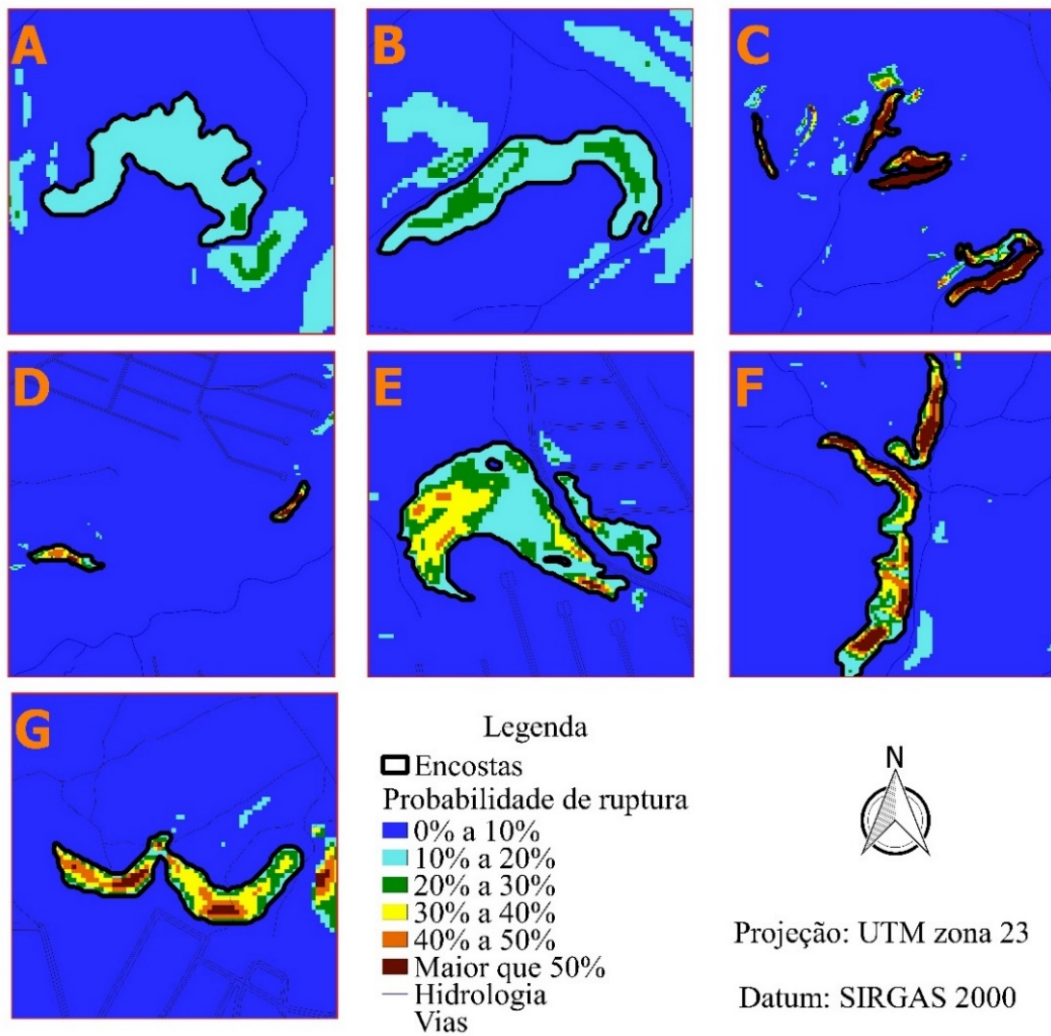 A
B
C
D
E
F
G
Legenda
Encostas
Probabilidade de ruptura
0% a 10%
10% a 20%
20% a 30%
30% a 40%
40% a 50%
Maior que 50%
Hidrologia
Vias
N
Projeção: UTM zona 23
Datum: SIRGAS 2000